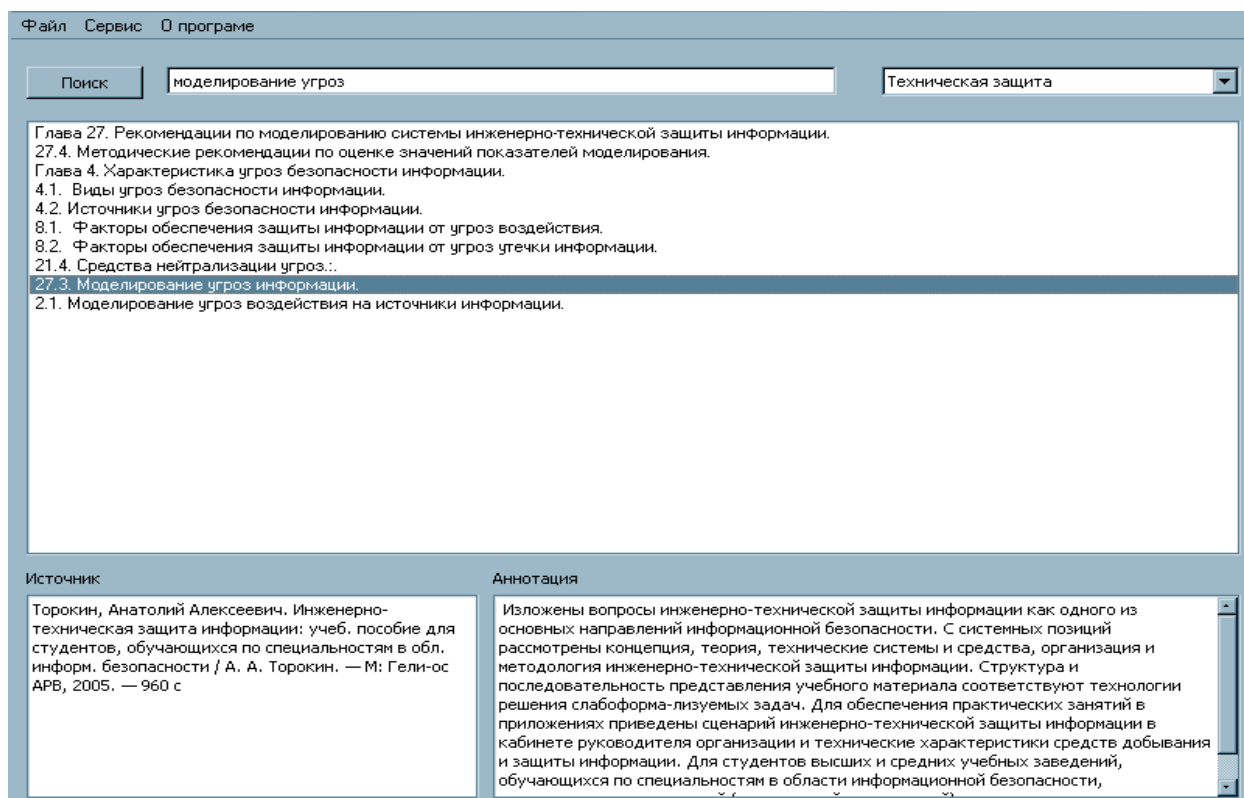 Файл Сервис О програме
Поиск моделирование угроз Техническая защита
Глава 27. Рекомендации по моделированию системы инженерно-технической защиты информации.
27.4. Методические рекомендации по оценке значений показателей моделирования.
Глава 4. Характеристика угроз безопасности информации.
4.1. Виды угроз безопасности информации.
4.2. Источники угроз безопасности информации.
8.1. Факторы обеспечения защиты информации от угроз воздействия.
8.2. Факторы обеспечения защиты информации от угроз утечки информации.
21.4. Средства нейтрализации угроз.:.
27.3. Моделирование угроз информации.
2.1. Моделирование угроз воздействия на источники информации.
Источник
Торокин, Анатолий Алексеевич. Инженерно-
техническая защита информации: учеб. пособие для
студентов, обучающихся по специальностям в обл.
информ. безопасности / А. А. Торокин. — М: Гели-ос
АРВ, 2005. — 960 с
Аннотация
Изложены вопросы инженерно-технической защиты информации как одного из
основных направлений информационной безопасности. С системных позиций
рассмотрены концепция, теория, технические системы и средства, организация и
методология инженерно-технической защиты информации. Структура и
последовательность представления учебного материала соответствуют технологии
решения слабоформа-лизуемых задач. Для обеспечения практических занятий в
приложениях приведены сценарий инженерно-технической защиты информации в
кабинете руководителя организации и технические характеристики средств добывания
и защиты информации. Для студентов высших и средних учебных заведений,
обучающихся по специальностям в области информационной безопасности,